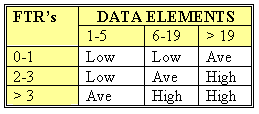 FTR's DATA ELEMENTS
1-5 6-19 > 19
0-1 Low Low Ave
2-3 Low Ave High
> 3 Ave High High